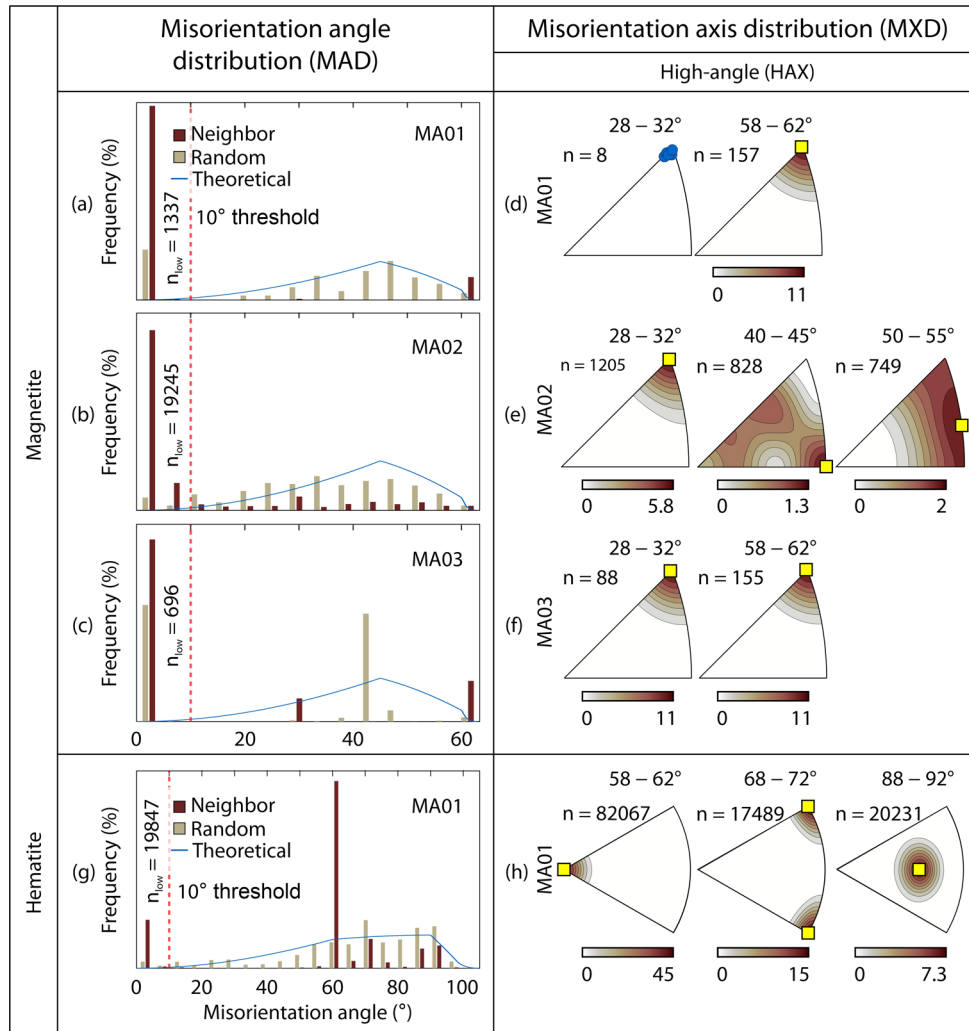 Misorientation angle
distribution (MAD)
Misorientation axis distribution (MXD)
High-angle (HAX)
Magnetite
(a)
Frequency (%)
Neighbor
Random
Theoretical
MA01
n low = 1337
10° threshold
(d)
MA01
28 – 32°
n = 8
58 – 62°
n = 157
0 11
(b)
Frequency (%)
MA02
n low = 19245
(e)
MA02
28 – 32°
n = 1205
0 5.8
40 – 45°
n = 828
0 1.3
50 – 55°
n = 749
0 2
(c)
Frequency (%)
MA03
n low = 696
0 20 40 60
(f)
MA03
28 – 32°
n = 88
0 11
58 – 62°
n = 155
0 11
Hematite
(g)
Frequency (%)
Neighbor
Random
Theoretical
MA01
n low = 19847
10° threshold
0 20 40 60 80 100
Misorientation angle (°)
(h)
MA01
58 – 62°
n = 82067
0 45
68 – 72°
n = 17489
0 15
88 – 92°
n = 20231
0 7.3